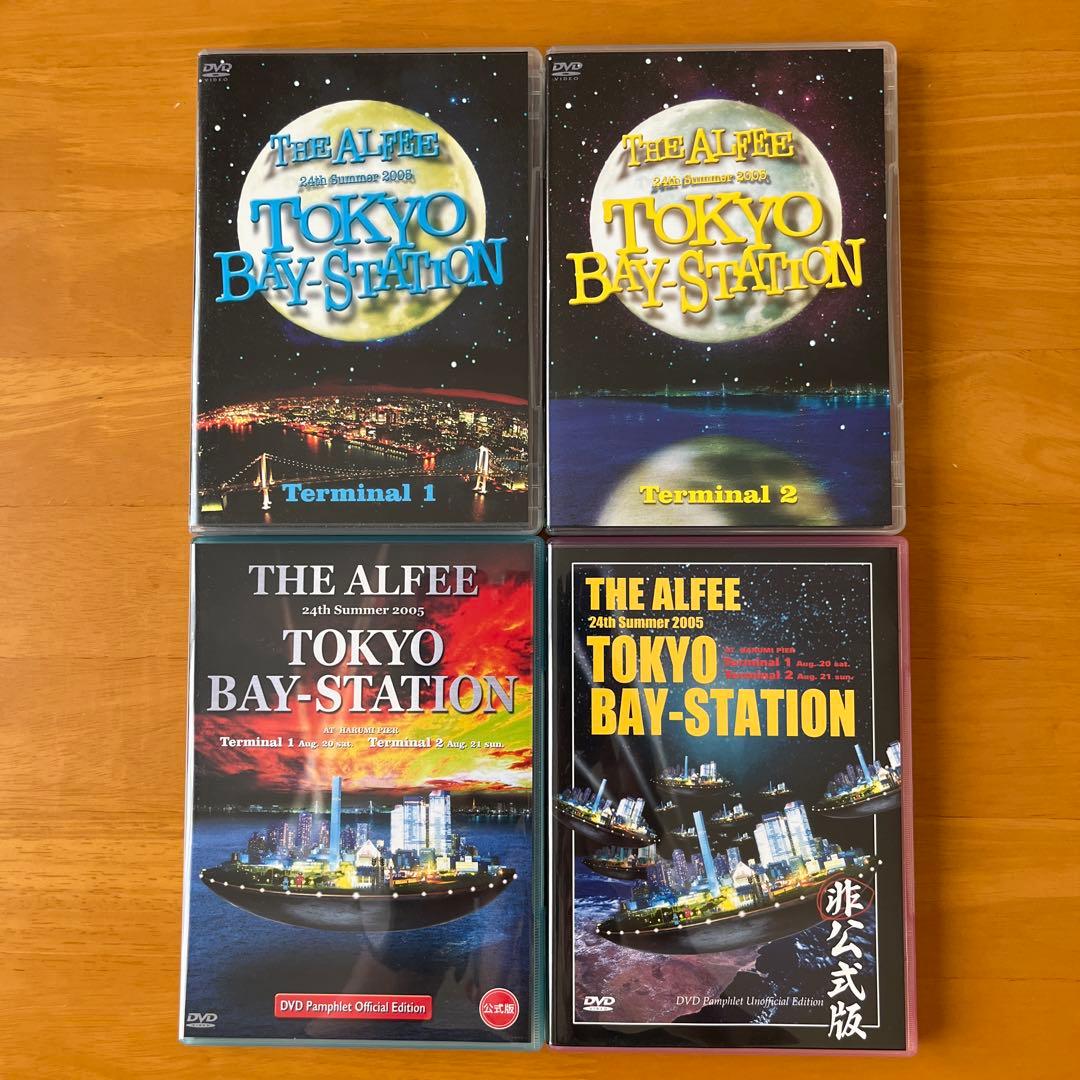 DVD
VIDEO
THE ALFEE
24th Summer 2005
TOKYO
BAY-STATION
Terminal 1
DVD
VIDEO
THE ALFEE
24th Summer 2005
TOKYO
BAY-STATION
Terminal 2
THE ALFEE
24th Summer 2005
TOKYO
BAY-STATION
AT HARUMI PIER
Terminal 1 Aug. 20 sat. Terminal 2 Aug. 21 sun.
DVD Pamphlet Official Edition
公式版
DVD
VIDEO
THE ALFEE
24th Summer 2005
TOKYO
AT HARUMI PIER
Terminal 1 Aug. 20 sat.
Terminal 2 Aug. 21 sun.
BAY-STATION
非公式版
DVD Pamphlet Unofficial Edition
DVD
VIDEO